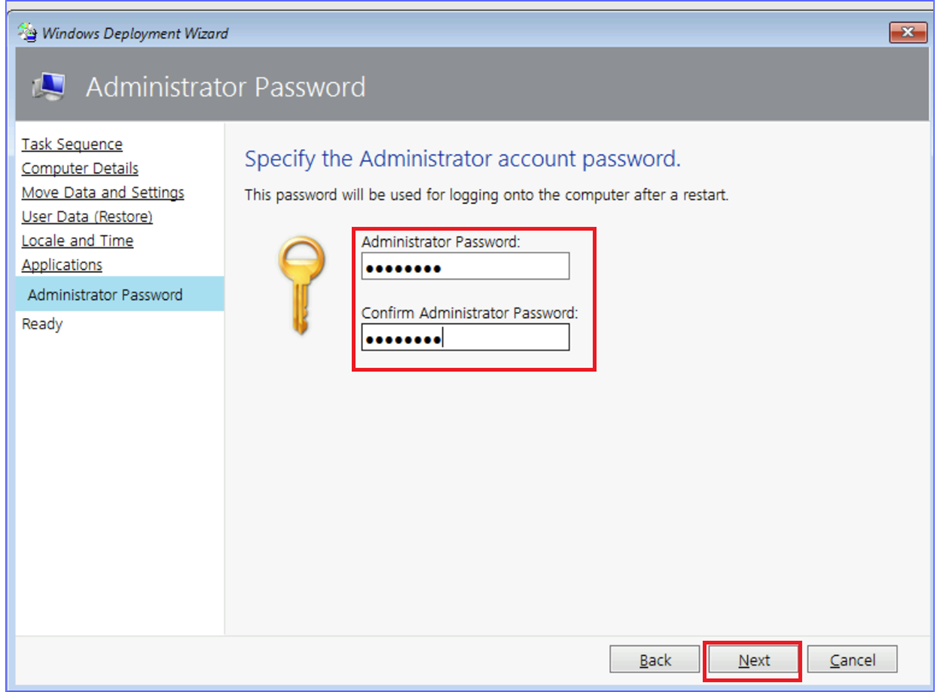 Windows Deployment Wizard
Administrator Password
Task Sequence
Computer Details
Move Data and Settings
User Data (Restore)
Locale and Time
Applications
Administrator Password
Ready
Specify the Administrator account password.
This password will be used for logging onto the computer after a restart.
Administrator Password:
●●●●●●●●
Confirm Administrator Password:
●●●●●●●●
Back Next Cancel